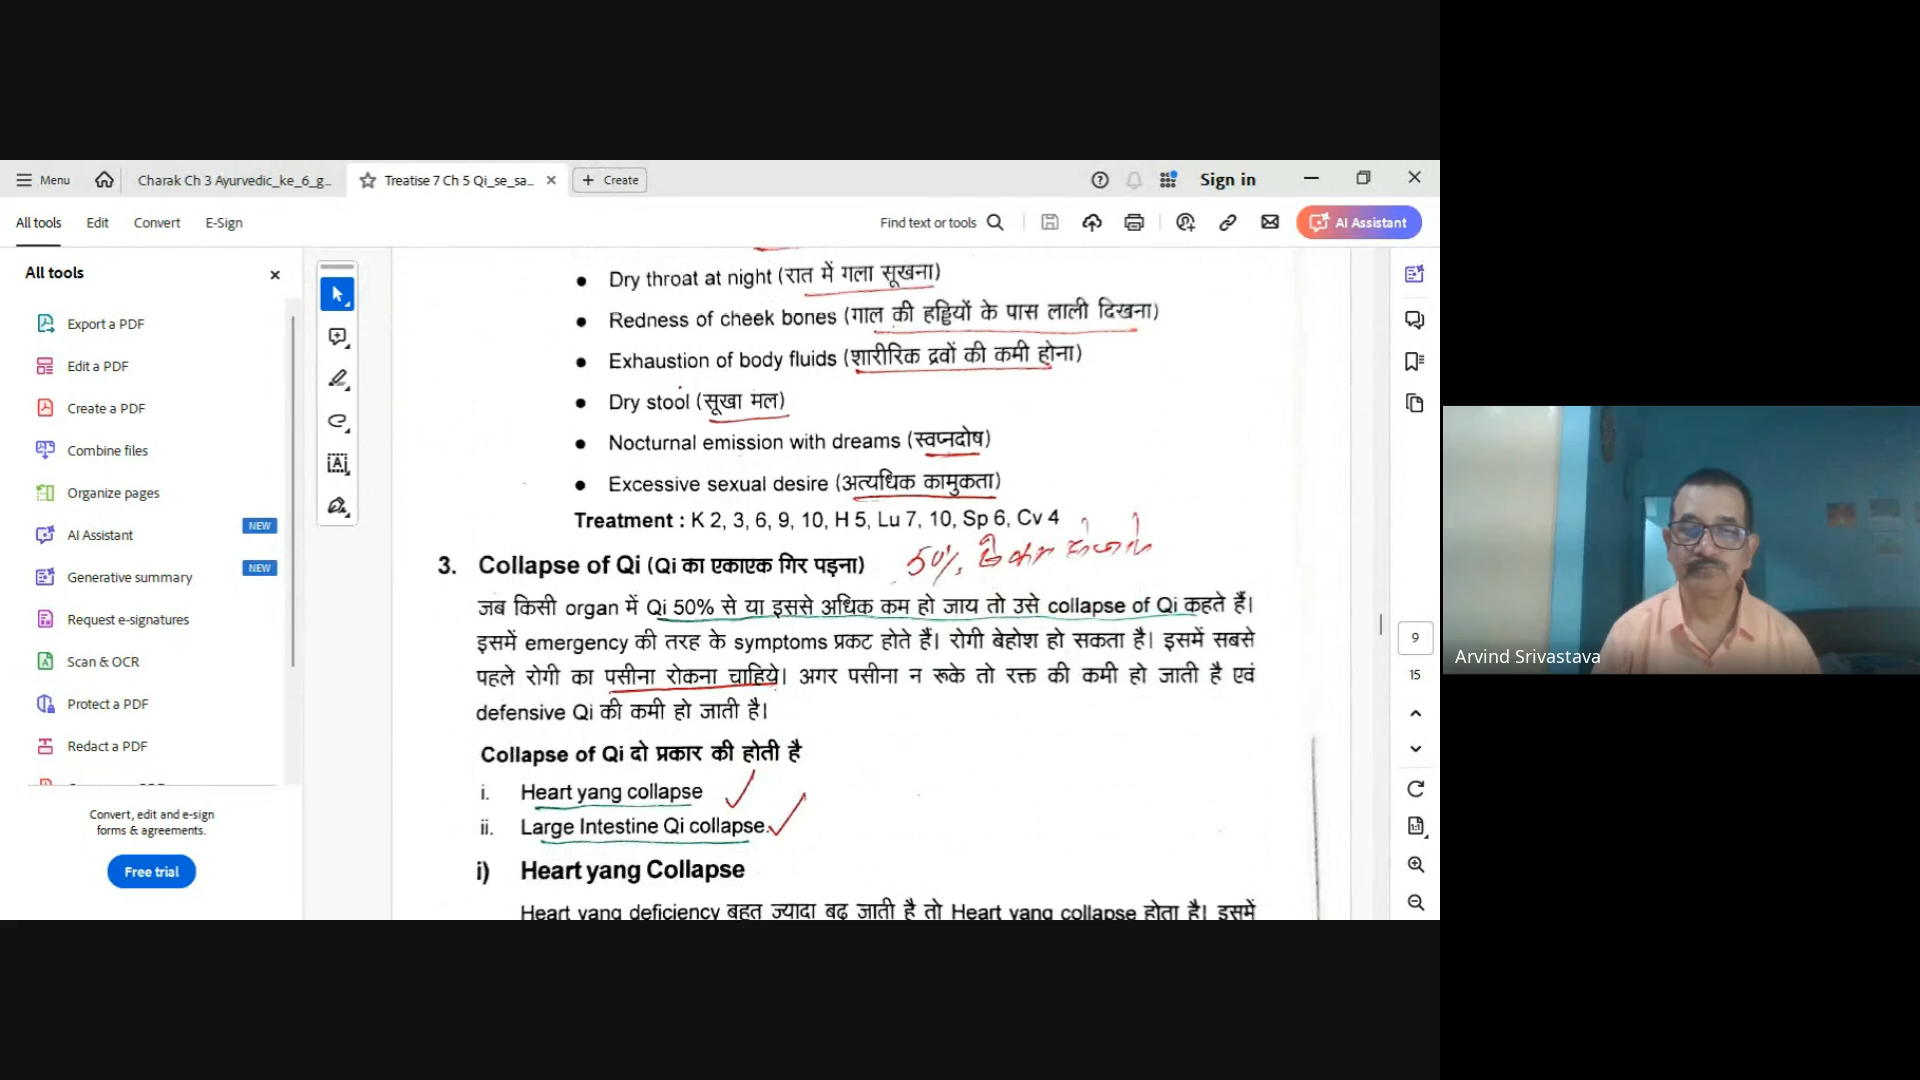 Menu
Charak Ch 3 Ayurvedic_ke_6_g...
Treatise 7 Ch 5 Qi_se_sa...
Create
Sign in
All tools
Edit
Convert
E-Sign
Find text or tools
AI Assistant
All tools
Export a PDF
Edit a PDF
Create a PDF
Combine files
Organize pages
AI Assistant NEW
Generative summary NEW
Request e-signatures
Scan & OCR
Protect a PDF
Redact a PDF
Convert, edit and e-sign
forms & agreements.
Free trial
• Dry throat at night (रात में गला सूखना)
• Redness of cheek bones (गाल की हड्डियों के पास लाली दिखना)
• Exhaustion of body fluids (शारीरिक द्रवों की कमी होना)
• Dry stool (सूखा मल)
• Nocturnal emission with dreams (स्वप्नदोष)
• Excessive sexual desire (अत्यधिक कामुकता)
Treatment : K 2, 3, 6, 9, 10, H 5, Lu 7, 10, Sp 6, Cv 4
3. Collapse of Qi (Qi का एकाएक गिर पड़ना)
50%
जब किसी organ में Qi 50% से या इससे अधिक कम हो जाय तो उसे collapse of Qi कहते हैं।
इसमें emergency की तरह के symptoms प्रकट होते हैं। रोगी बेहोश हो सकता है। इसमें सबसे
पहले रोगी का पसीना रोकना चाहिये। अगर पसीना न रूके तो रक्त की कमी हो जाती है एवं
defensive Qi की कमी हो जाती है।
Collapse of Qi दो प्रकार की होती है
i. Heart yang collapse
ii. Large Intestine Qi collapse.
i) Heart yang Collapse
Heart yang deficiency बहुत ज्यादा बढ़ जाती है तो Heart yang collapse होता है। इसमें
9
15
Arvind Srivastava